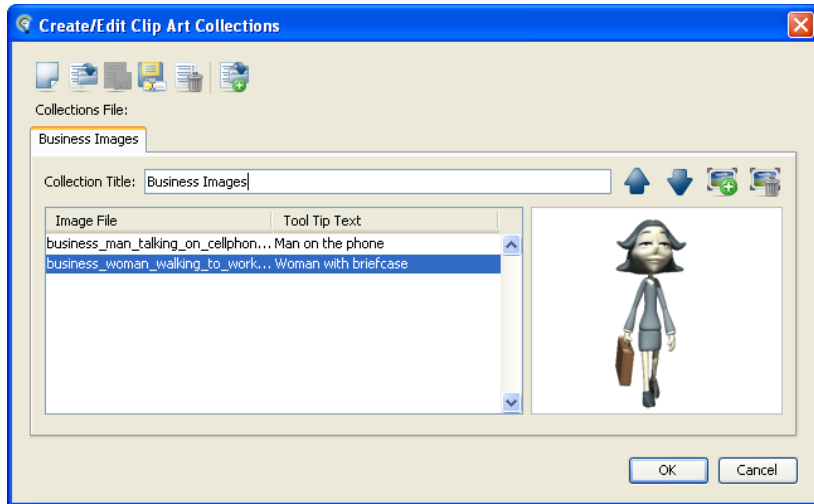 Create/Edit Clip Art Collections
Collections File:
Business Images
Collection Title: Business Images
Image File Tool Tip Text
business_man_talking_on_cellphon... Man on the phone
business_woman_walking_to_work... Woman with briefcase
OK Cancel